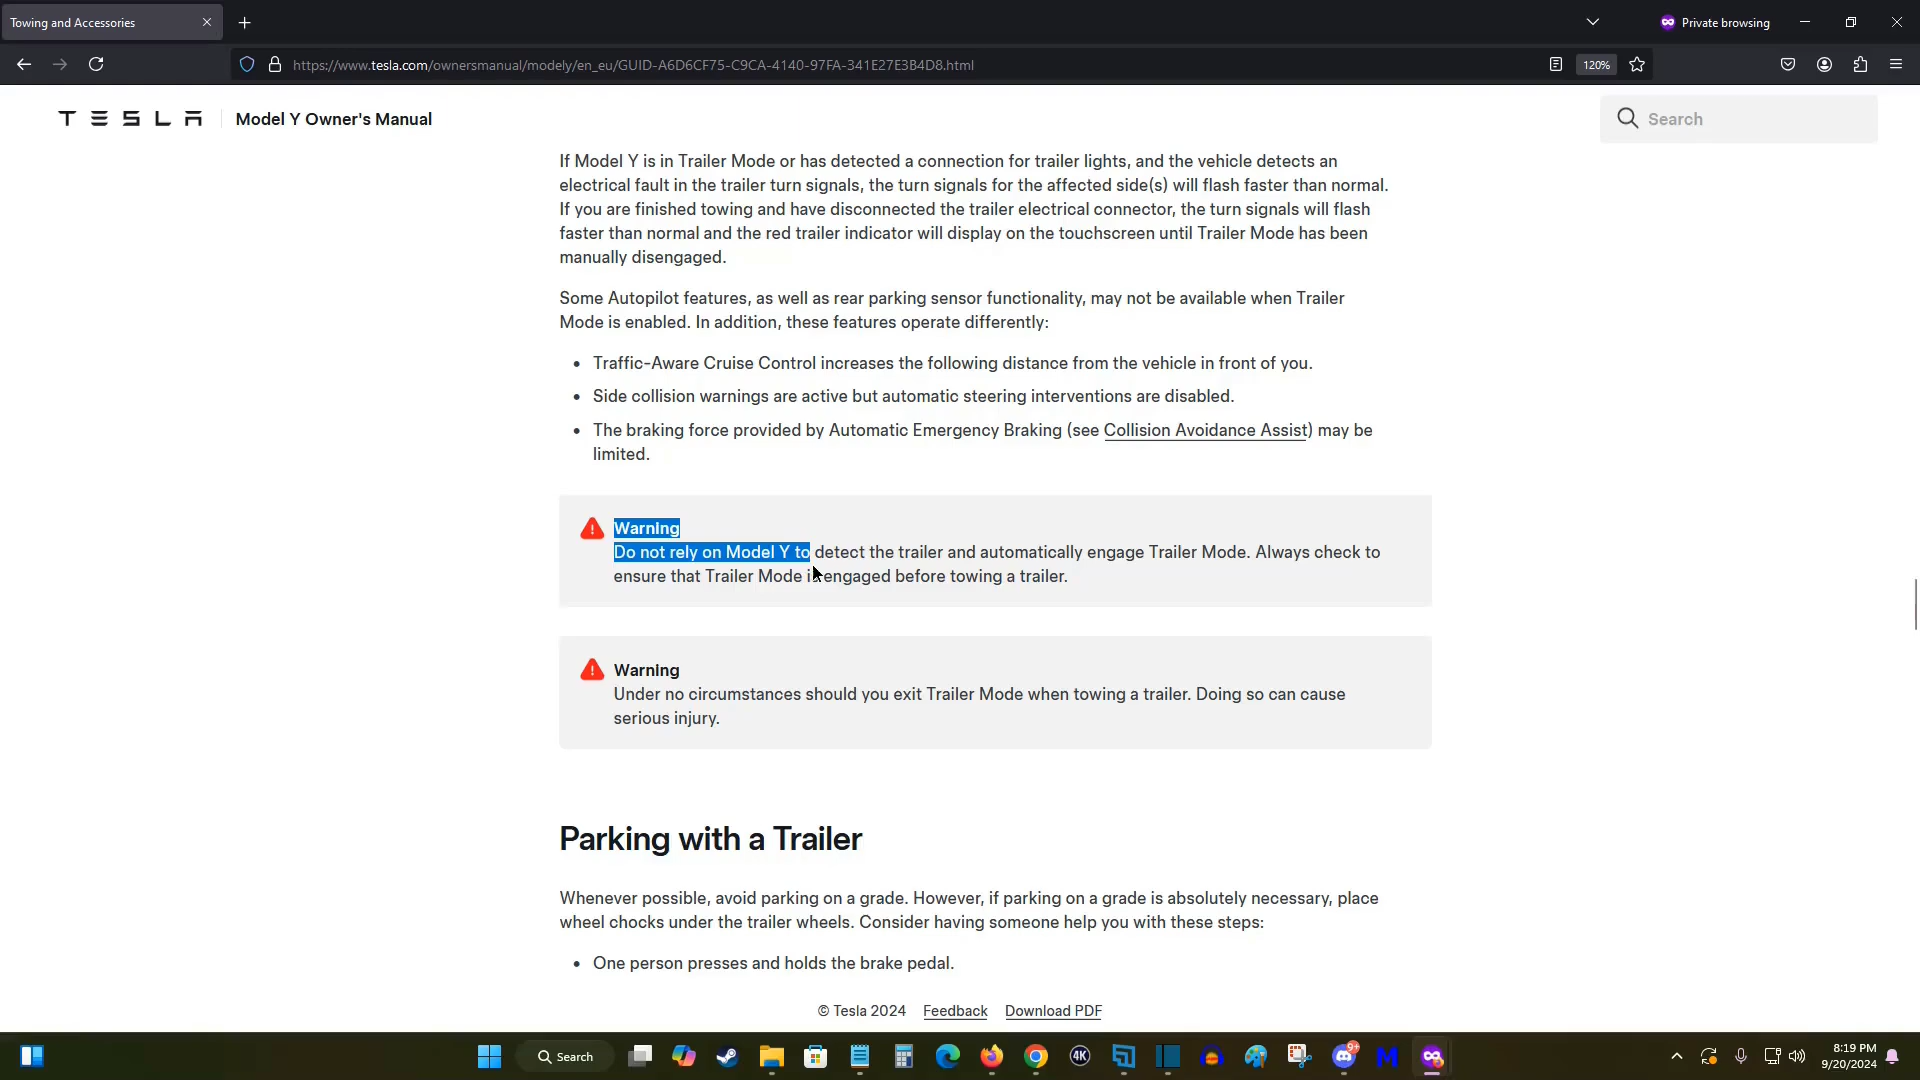 Towing and Accessories
Private browsing
https://www.tesla.com/ownersmanual/modely/en_eu/GUID-A6D6CF75-C9CA-4140-97FA-341E27E3B4D8.html
120%
TESLA
Model Y Owner's Manual
Search
If Model Y is in Trailer Mode or has detected a connection for trailer lights, and the vehicle detects an
electrical fault in the trailer turn signals, the turn signals for the affected side(s) will flash faster than normal.
If you are finished towing and have disconnected the trailer electrical connector, the turn signals will flash
faster than normal and the red trailer indicator will display on the touchscreen until Trailer Mode has been
manually disengaged.
Some Autopilot features, as well as rear parking sensor functionality, may not be available when Trailer
Mode is enabled. In addition, these features operate differently:
• Traffic-Aware Cruise Control increases the following distance from the vehicle in front of you.
• Side collision warnings are active but automatic steering interventions are disabled.
• The braking force provided by Automatic Emergency Braking (see Collision Avoidance Assist) may be
limited.
Warning
Do not rely on Model Y to detect the trailer and automatically engage Trailer Mode. Always check to
ensure that Trailer Mode is engaged before towing a trailer.
Warning
Under no circumstances should you exit Trailer Mode when towing a trailer. Doing so can cause
serious injury.
Parking with a Trailer
Whenever possible, avoid parking on a grade. However, if parking on a grade is absolutely necessary, place
wheel chocks under the trailer wheels. Consider having someone help you with these steps:
• One person presses and holds the brake pedal.
© Tesla 2024 Feedback Download PDF
Search
4K
9+
8:19 PM
9/20/2024